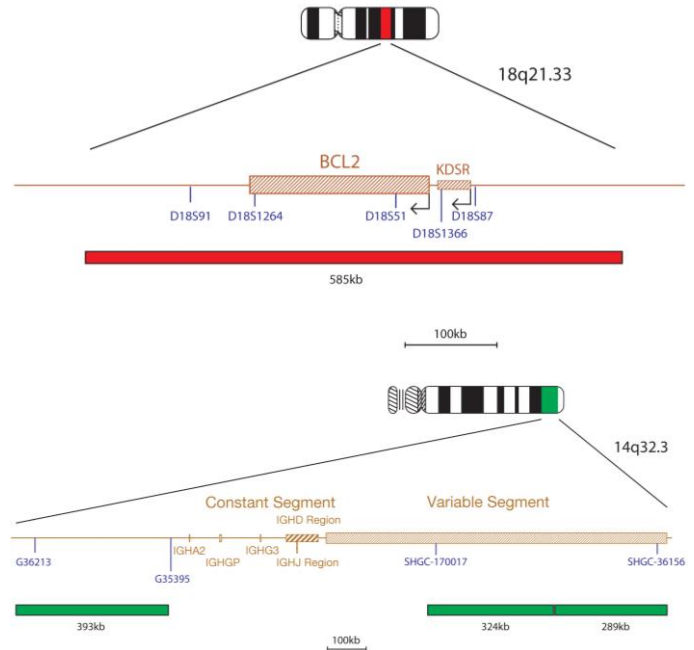 18q21.33
BCL2
KDSR
D18S91
D18S1264
D18S51
D18S87
D18S1366
585kb
100kb
14q32.3
Constant Segment
Variable Segment
IGHD Region
IGHA2
IGHG3
IGHGP
IGHJ Region
G36213
G35395
SHGC-170017
SHGC-36156
393kb
324kb
289kb
100kb